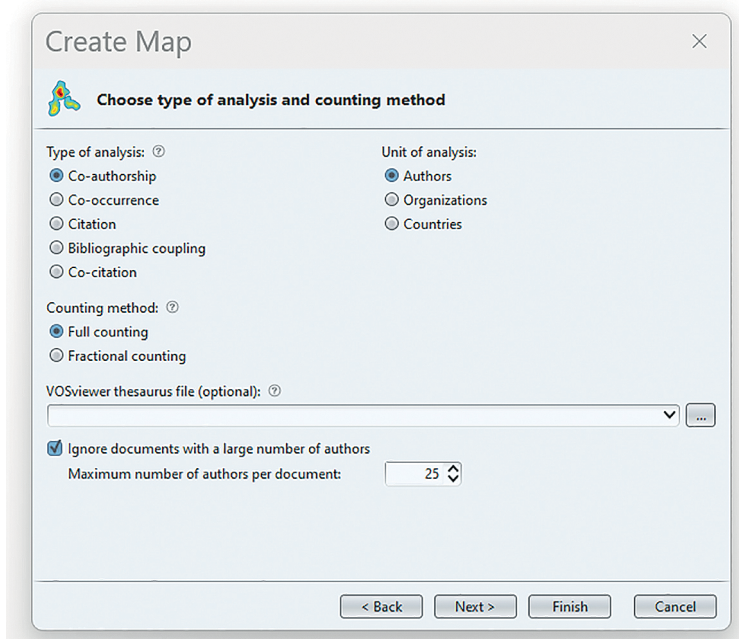 Create Map
Choose type of analysis and counting method
Type of analysis: ?
Unit of analysis:
Co-authorship
Authors
Co-occurrence
Organizations
Citation
Countries
Bibliographic coupling
Co-citation
Counting method: ?
Full counting
Fractional counting
VOSviewer thesaurus file (optional): ?
...
Ignore documents with a large number of authors
Maximum number of authors per document: 25
< Back Next > Finish Cancel